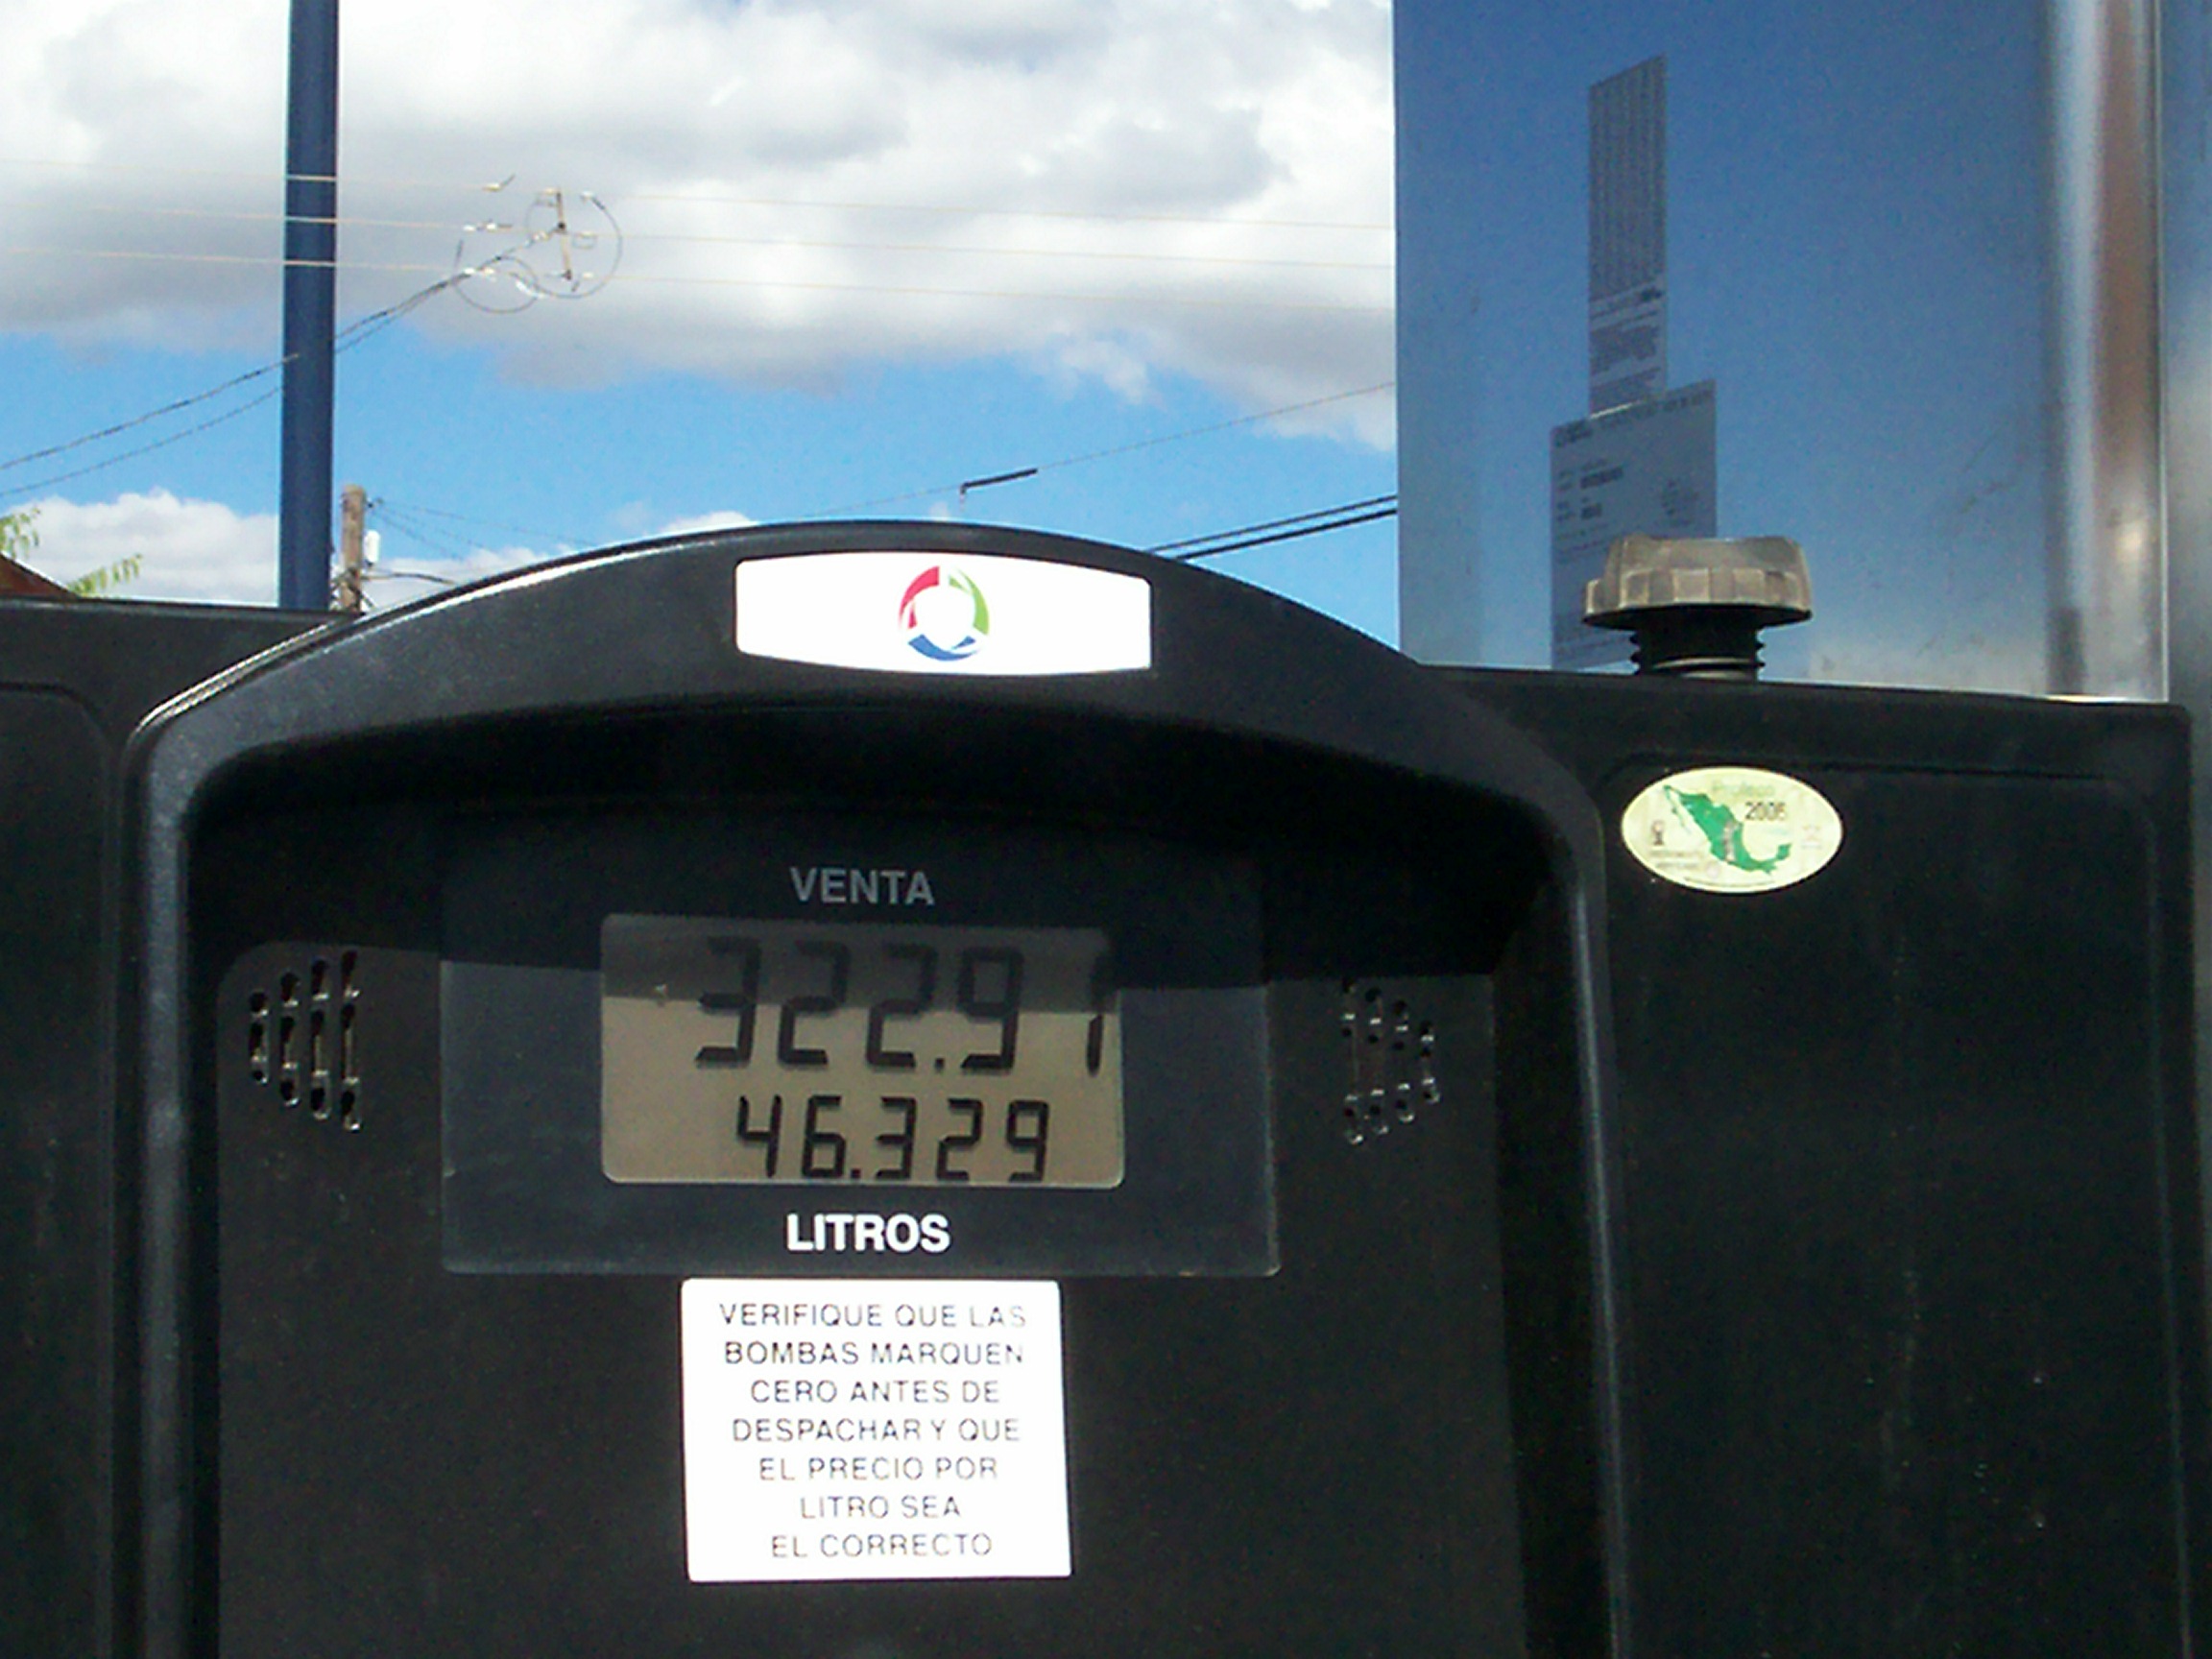 Profeco
2006
VENTA
322.91
46.329
LITROS
VERIFIQUE QUE LAS
BOMBAS MARQUEN
CERO ANTES DE
DESPACHAR Y QUE
EL PRECIO POR
LITRO SEA
EL CORRECTO